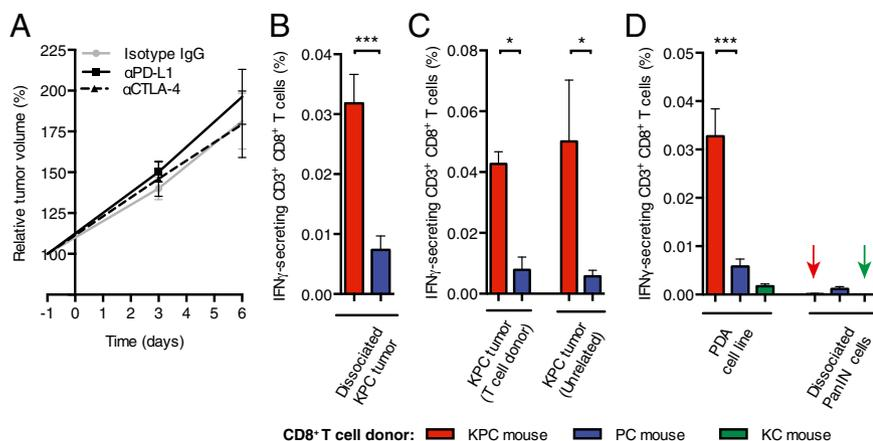 A
Relative tumor volume (%)
225
200
175
150
125
100
-1 0 1 2 3 4 5 6
Time (days)
Isotype IgG
αPD-L1
αCTLA-4
B
IFNγ-secreting CD3⁺ CD8⁺ T cells (%)
0.04
0.03
0.02
0.01
0.00
***
Dissociated
KPC tumor
C
IFNγ-secreting CD3⁺ CD8⁺ T cells (%)
0.08
0.06
0.04
0.02
0.00
*
*
KPC tumor
(T cell donor)
KPC tumor
(Unrelated)
D
IFNγ-secreting CD3⁺ CD8⁺ T cells (%)
0.05
0.04
0.03
0.02
0.01
0.00
***
PDA
cell line
Dissociated
PanIN cells
CD8⁺ T cell donor: KPC mouse PC mouse KC mouse